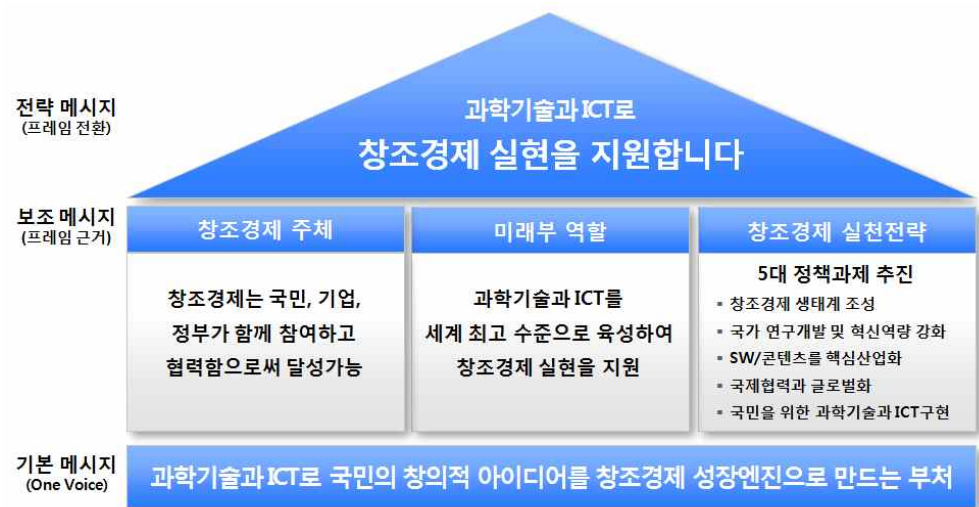 과학기술과 ICT로
창조경제 실현을 지원합니다
전략 메시지
(프레임 전환)
보조 메시지
(프레임 근거)
창조경제 주체
창조경제는 국민, 기업,
정부가 함께 참여하고
협력함으로써 달성가능
미래부 역할
과학기술과 ICT를
세계 최고 수준으로 육성하여
창조경제 실현을 지원
창조경제 실천전략
5대 정책과제 추진
▪ 창조경제 생태계 조성
▪ 국가 연구개발 및 혁신역량 강화
▪ SW/콘텐츠를 핵심산업화
▪ 국제협력과 글로벌화
▪ 국민을 위한 과학기술과 ICT구현
기본 메시지
(One Voice)
과학기술과 ICT로 국민의 창의적 아이디어를 창조경제 성장엔진으로 만드는 부처